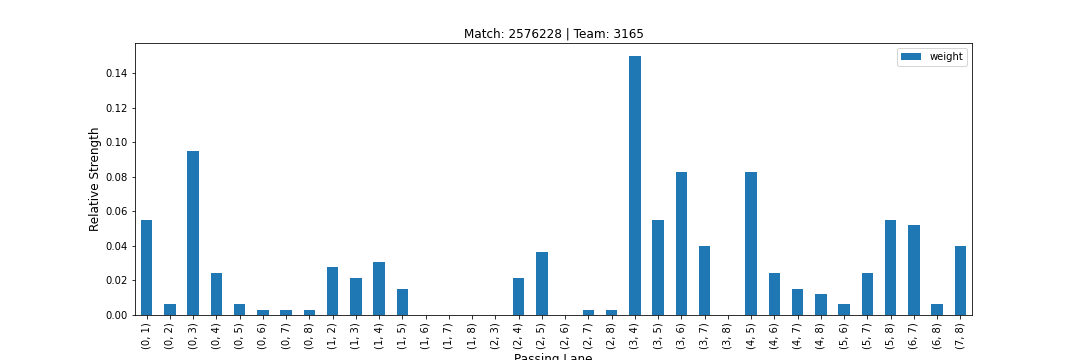 Match: 2576228 | Team: 3165
weight
Relative Strength
0.14
0.12
0.10
0.08
0.06
0.04
0.02
0.00
(0, 1) (0, 2) (0, 3) (0, 4) (0, 5) (0, 6) (0, 7) (0, 8) (1, 2) (1, 3) (1, 4) (1, 5) (1, 6) (1, 7) (1, 8) (2, 3) (2, 4) (2, 5) (2, 6) (2, 7) (2, 8) (3, 4) (3, 5) (3, 6) (3, 7) (3, 8) (4, 5) (4, 6) (4, 7) (4, 8) (5, 6) (5, 7) (5, 8) (6, 7) (6, 8) (7, 8)
Passing Lane